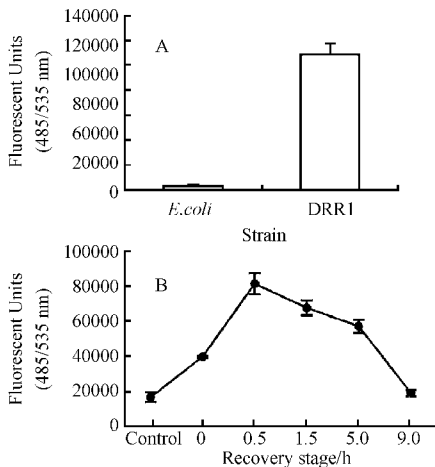 A
Fluorescent Units
(485/535 nm)
140000
120000
100000
80000
60000
40000
20000
0
E.coli DRR1
Strain
B
Fluorescent Units
(485/535 nm)
100000
80000
60000
40000
20000
0
Control 0 0.5 1.5 5.0 9.0
Recovery stage/h